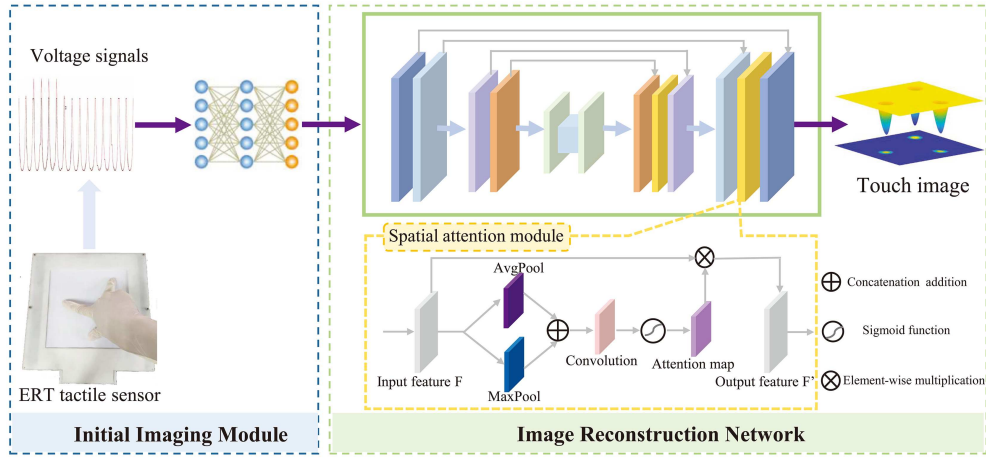 Voltage signals
ERT tactile sensor
Initial Imaging Module
Touch image
Spatial attention module
AvgPool
MaxPool
Input feature F
Convolution
Attention map
Output feature F'
Concatenation addition
Sigmoid function
Element-wise multiplication
Image Reconstruction Network